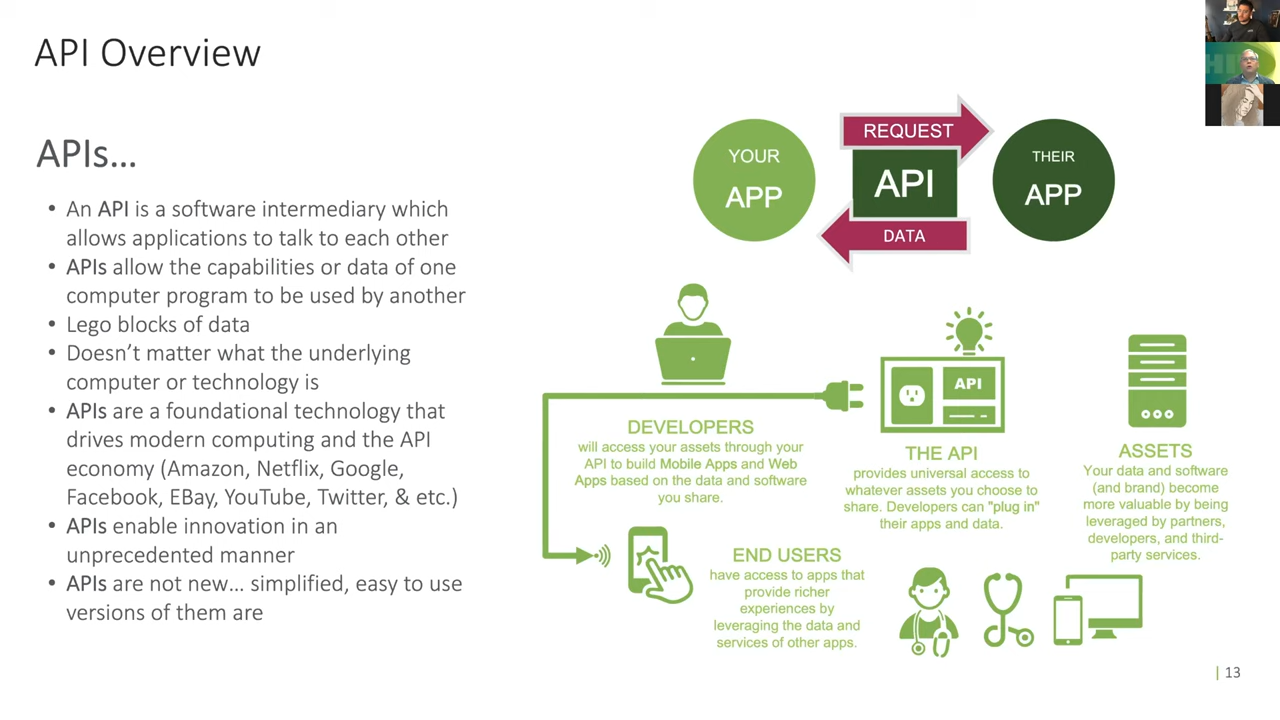 API Overview
APIs...
• An API is a software intermediary which
allows applications to talk to each other
• APIs allow the capabilities or data of one
computer program to be used by another
• Lego blocks of data
• Doesn't matter what the underlying
computer or technology is
• APIs are a foundational technology that
drives modern computing and the API
economy (Amazon, Netflix, Google,
Facebook, EBay, YouTube, Twitter, & etc.)
• APIs enable innovation in an
unprecedented manner
• APIs are not new... simplified, easy to use
versions of them are
YOUR
APP
REQUEST
API
DATA
THEIR
APP
DEVELOPERS
will access your assets through your
API to build Mobile Apps and Web
Apps based on the data and software
you share.
API
THE API
provides universal access to
whatever assets you choose to
share. Developers can "plug in"
their apps and data.
ASSETS
Your data and software
(and brand) become
more valuable by being
leveraged by partners,
developers, and third-
party services.
END USERS
have access to apps that
provide richer
experiences by
leveraging the data and
services of other apps.
| 13